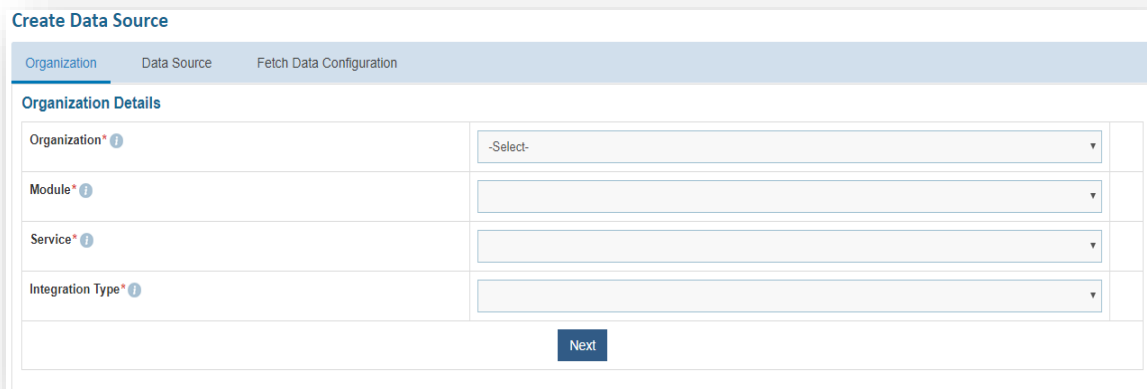 Create Data Source
Organization Data Source Fetch Data Configuration
Organization Details
Organization* i
-Select-
Module* i
Service* i
Integration Type* i
Next